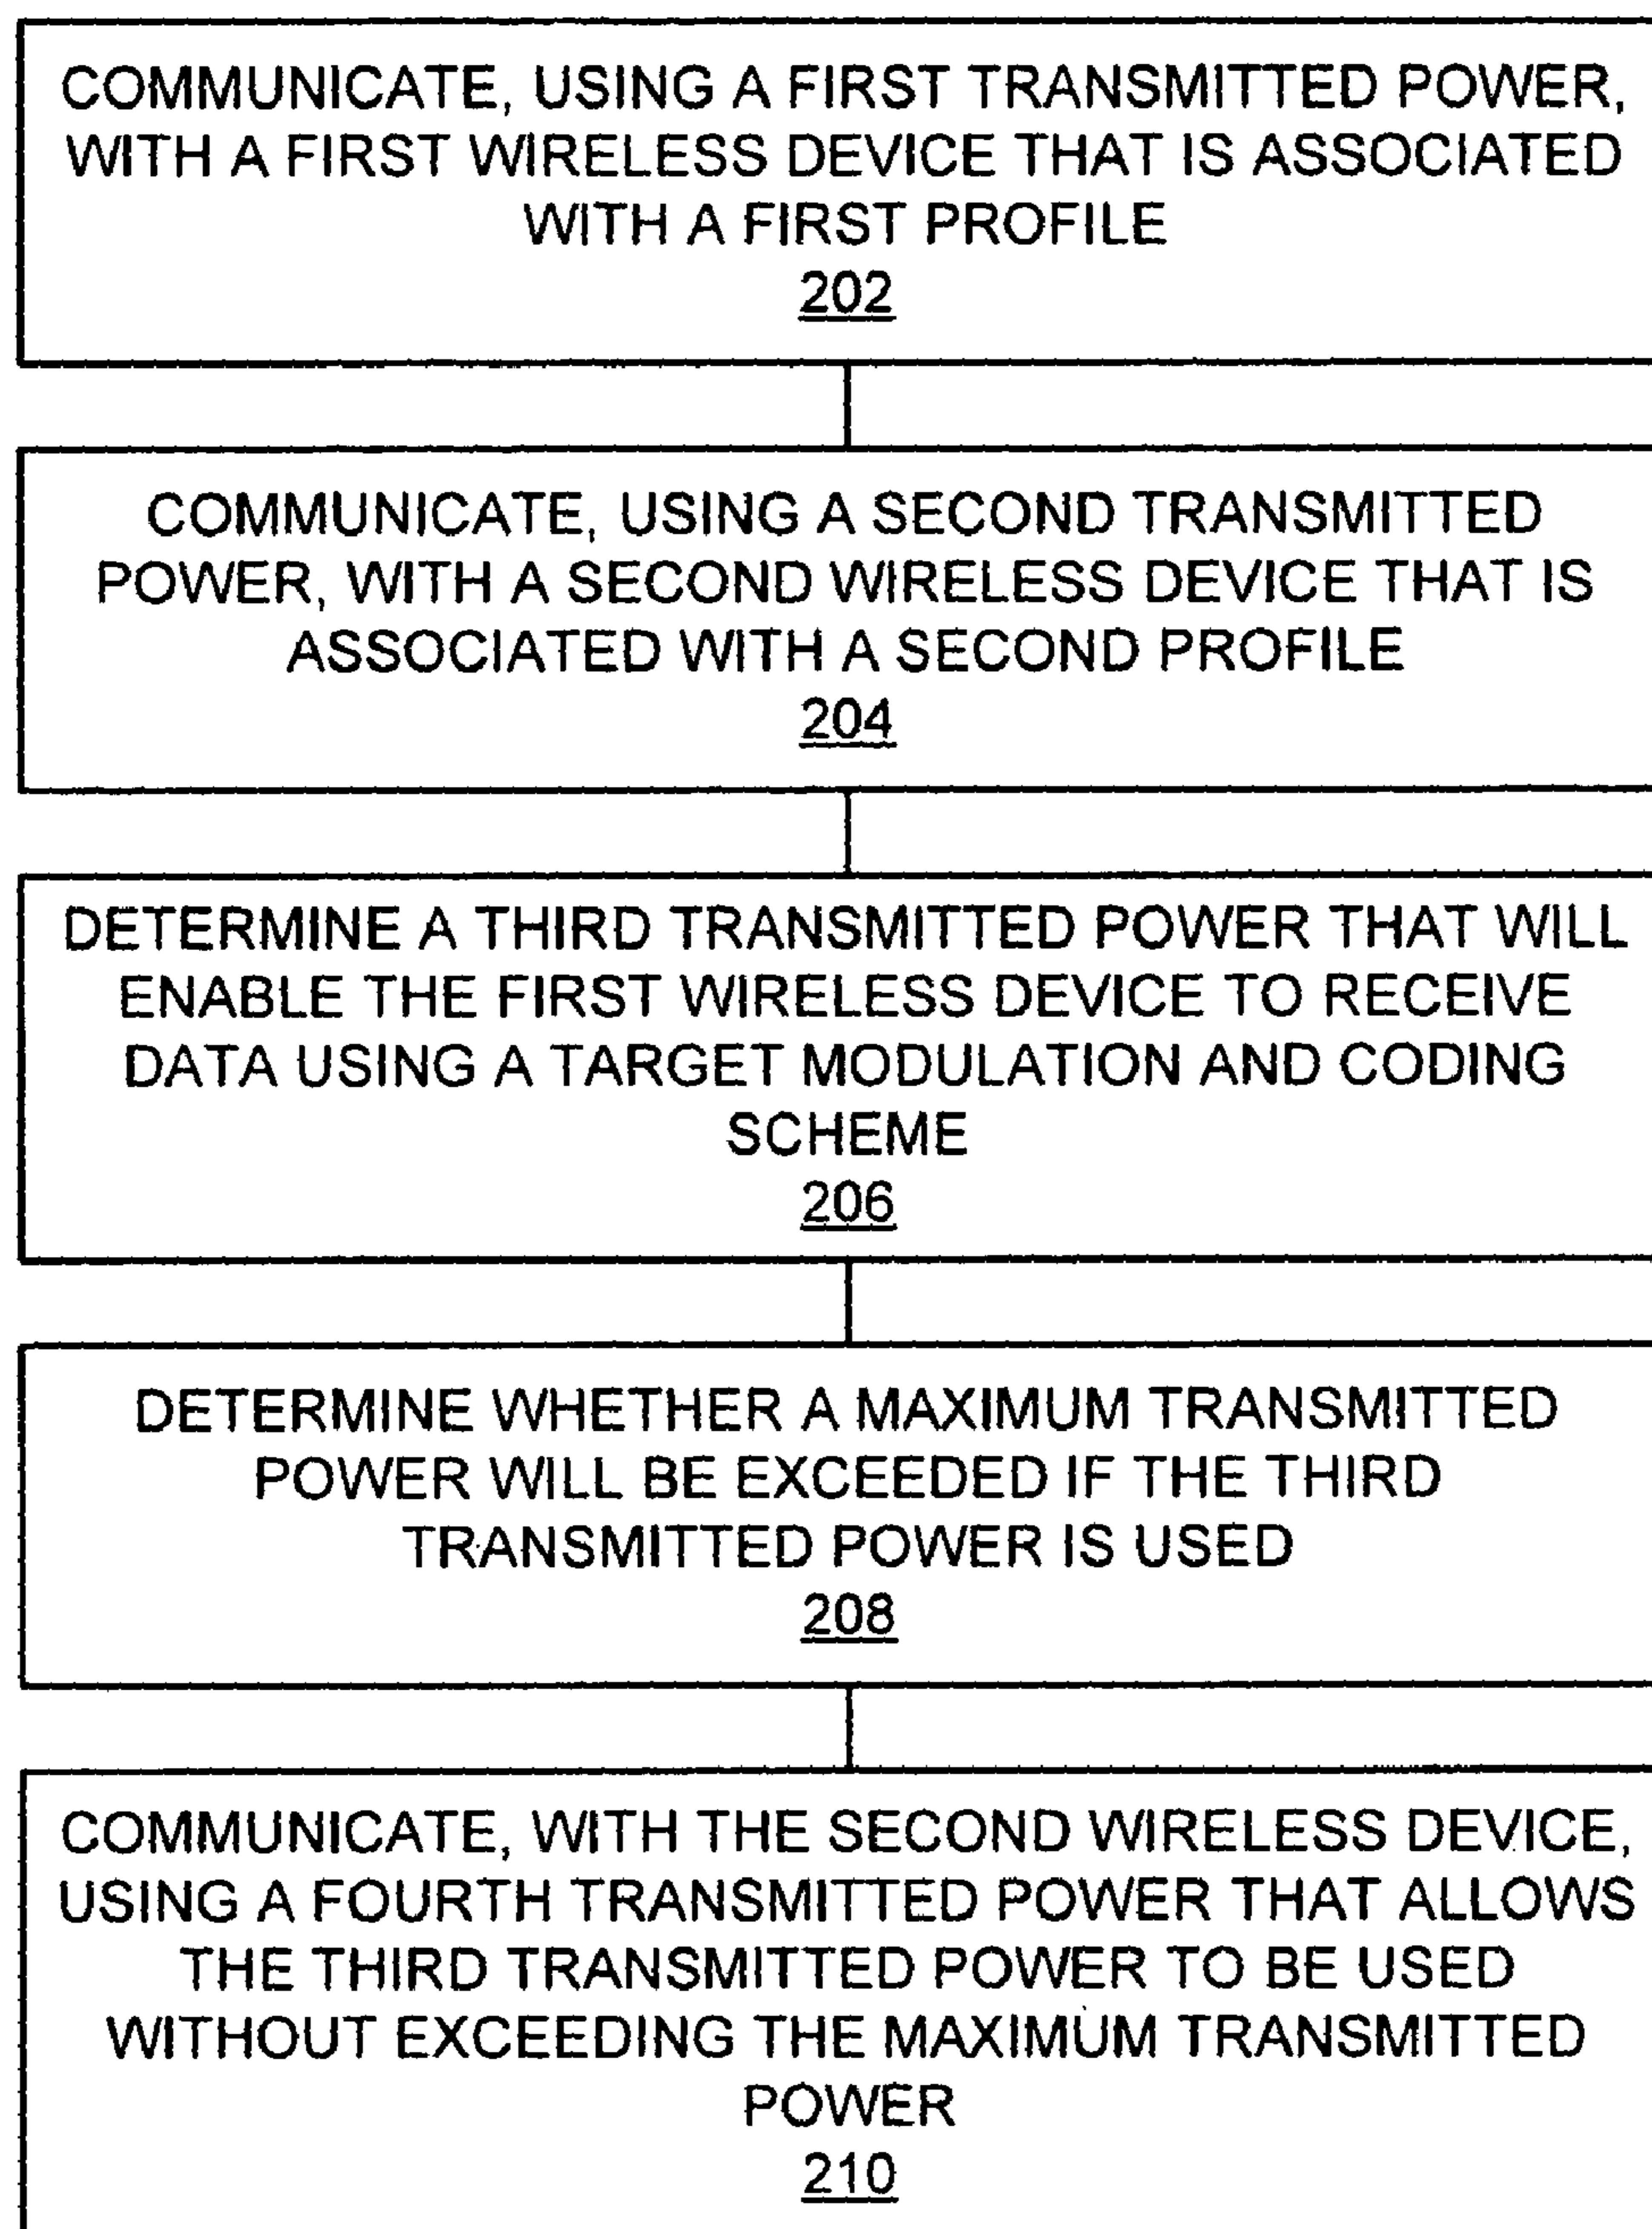 COMMUNICATE, USING A FIRST TRANSMITTED POWER,
WITH A FIRST WIRELESS DEVICE THAT IS ASSOCIATED
WITH A FIRST PROFILE
202
COMMUNICATE, USING A SECOND TRANSMITTED
POWER, WITH A SECOND WIRELESS DEVICE THAT IS
ASSOCIATED WITH A SECOND PROFILE
204
DETERMINE A THIRD TRANSMITTED POWER THAT WILL
ENABLE THE FIRST WIRELESS DEVICE TO RECEIVE
DATA USING A TARGET MODULATION AND CODING
SCHEME
206
DETERMINE WHETHER A MAXIMUM TRANSMITTED
POWER WILL BE EXCEEDED IF THE THIRD
TRANSMITTED POWER IS USED
208
COMMUNICATE, WITH THE SECOND WIRELESS DEVICE,
USING A FOURTH TRANSMITTED POWER THAT ALLOWS
THE THIRD TRANSMITTED POWER TO BE USED
WITHOUT EXCEEDING THE MAXIMUM TRANSMITTED
POWER
210